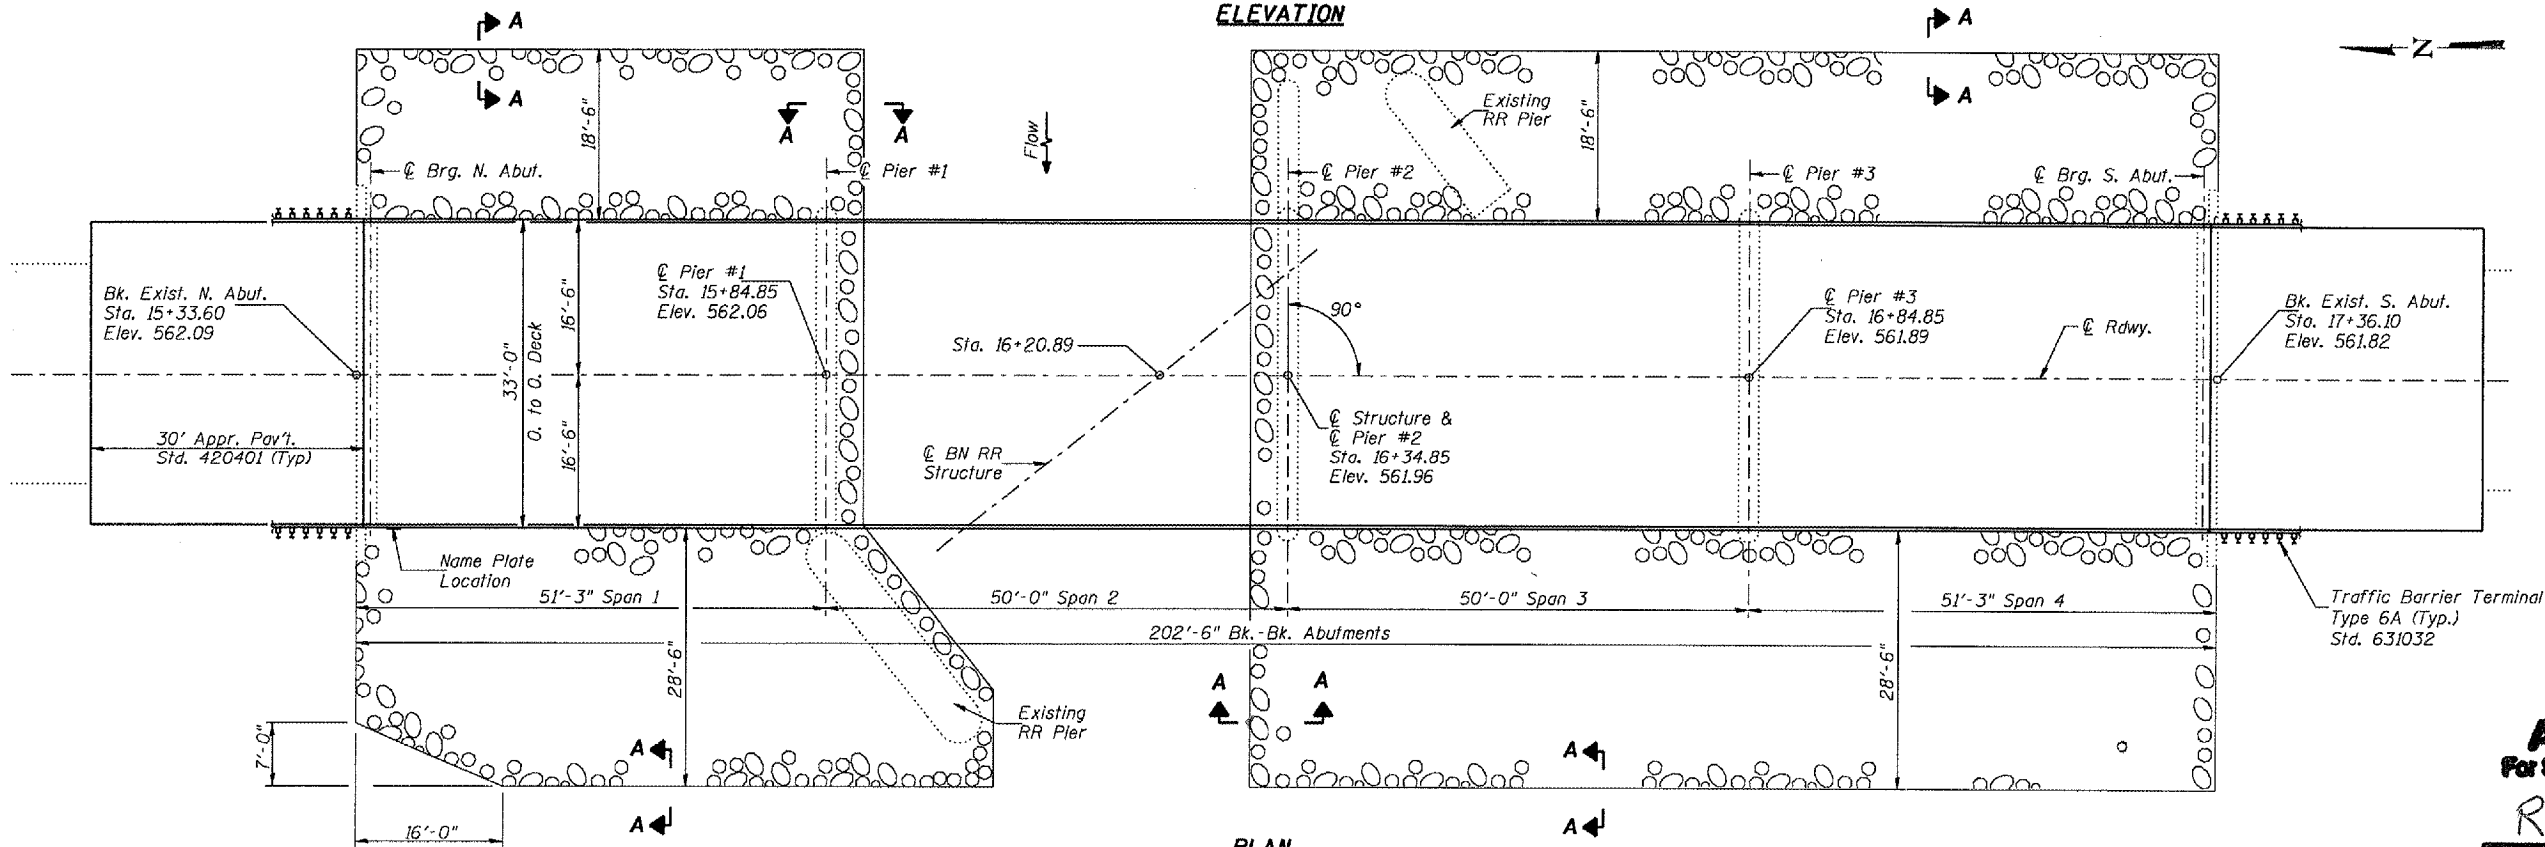 ELEVATION
A
A
A
A
A
A
Z
18'-6"
Flow
Existing
RR Pier
18'-6"
℄ Brg. N. Abut.
℄ Pier #1
℄ Pier #2
℄ Pier #3
℄ Brg. S. Abut.
Bk. Exist. N. Abut.
Sta. 15+33.60
Elev. 562.09
16'-6"
33'-0"
O. to O. Deck
16'-6"
℄ Pier #1
Sta. 15+84.85
Elev. 562.06
Sta. 16+20.89
90°
℄ Pier #3
Sta. 16+84.85
Elev. 561.89
℄ Rdwy.
Bk. Exist. S. Abut.
Sta. 17+36.10
Elev. 561.82
30' Appr. Pav't.
Std. 420401 (Typ)
℄ BN RR
Structure
℄ Structure &
℄ Pier #2
Sta. 16+34.85
Elev. 561.96
Name Plate
Location
51'-3" Span 1
50'-0" Span 2
50'-0" Span 3
51'-3" Span 4
202'-6" Bk.-Bk. Abutments
Traffic Barrier Terminal
Type 6A (Typ.)
Std. 631032
28'-6"
28'-6"
Existing
RR Pier
A
A
7'-0"
A
A
A
A
16'-0"
PLAN
For
R